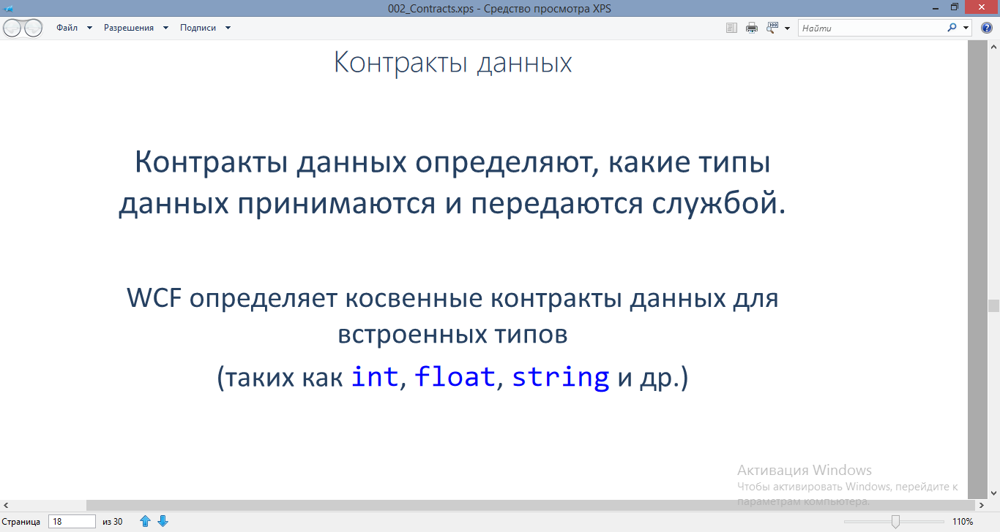 002_Contracts.xps - Средство просмотра XPS
Файл Разрешения Подписи 100 Найти ?
Контракты данных
Контракты данных определяют, какие типы
данных принимаются и передаются службой.
WCF определяет косвенные контракты данных для
встроенных типов
(таких как int, float, string и др.)
Активация Windows
Чтобы активировать Windows, перейдите к
параметрам компьютера.
Страница 18 из 30 110%